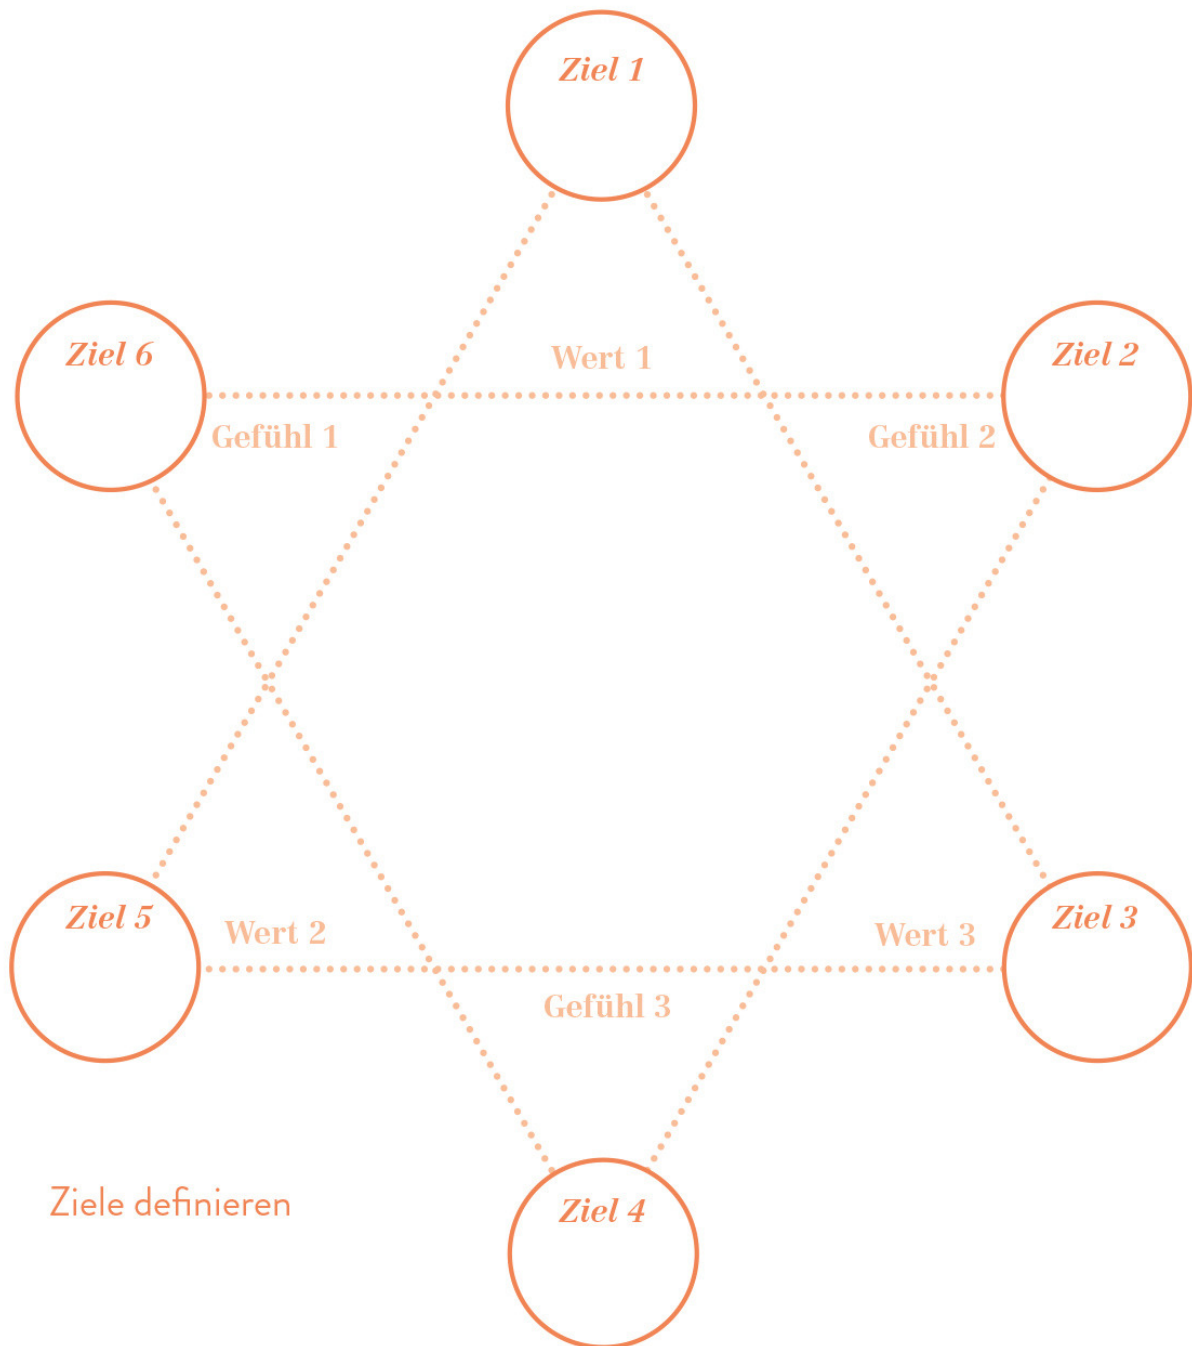 Ziel 1
Ziel 6
Wert 1
Ziel 2
Gefühl 1
Gefühl 2
Ziel 5
Wert 2
Wert 3
Ziel 3
Gefühl 3
Ziele definieren
Ziel 4